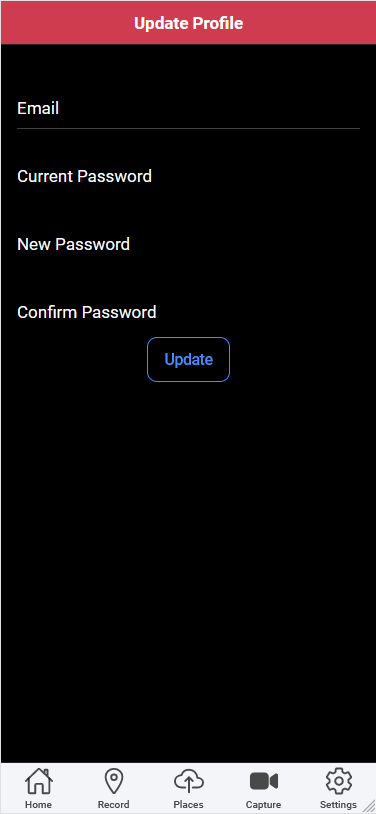 Update Profile
Email
Current Password
New Password
Confirm Password
Update
Home Record Places Capture Settings